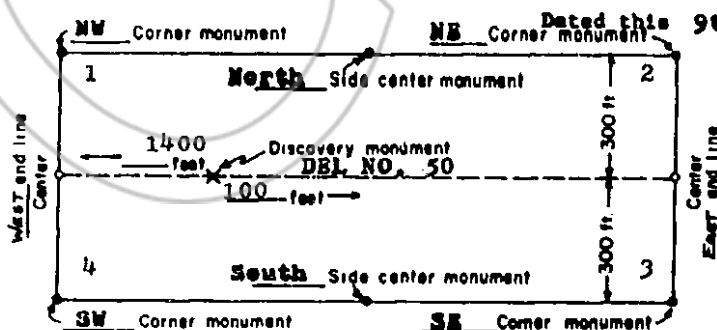 Dated this 9
NW Corner monument
NE Corner monument
1
North Side center monument
2
300 ft
1400 feet
Discovery monument
DEL NO. 50
100 feet
WEST end line
Center
Center
EAST end line
300 ft.
4
South Side center monument
3
SW Corner monument
SE Corner monument